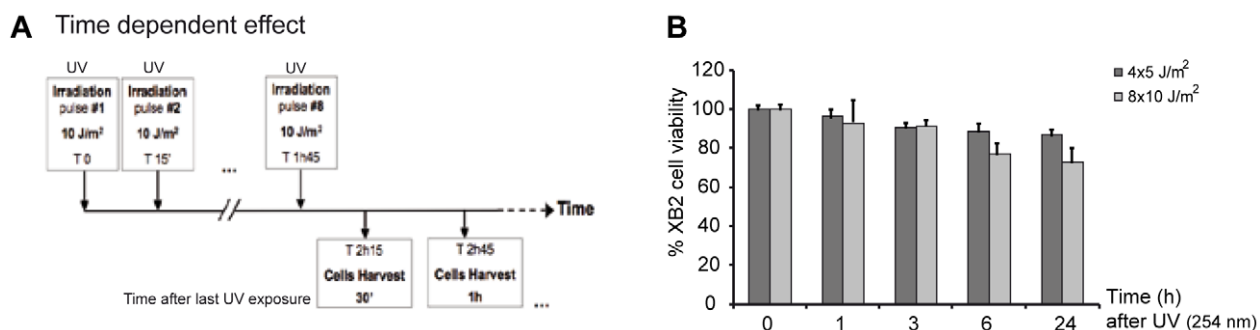 A Time dependent effect
UV
Irradiation
pulse #1
10 J/m²
T 0
UV
Irradiation
pulse #2
10 J/m²
T 15'
...
UV
Irradiation
pulse #8
10 J/m²
T 1h45
Time
T 2h15
Cells Harvest
30'
T 2h45
Cells Harvest
1h
...
Time after last UV exposure
B
% XB2 cell viability
120
100
80
60
40
20
0
0 1 3 6 24
Time (h)
after UV (254 nm)
4x5 J/m²
8x10 J/m²